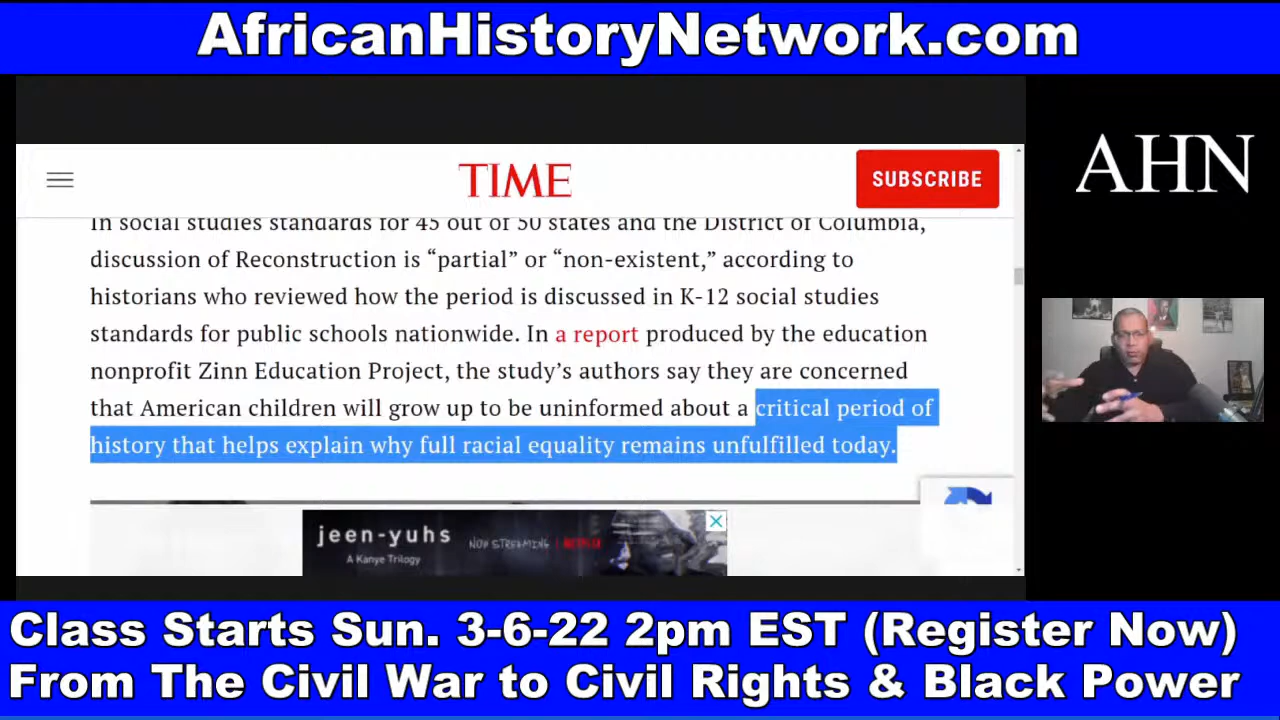 AfricanHistoryNetwork.com
AHN
TIME
SUBSCRIBE
In social studies standards for 45 out of 50 states and the District of Columbia,
discussion of Reconstruction is “partial” or “non-existent,” according to
historians who reviewed how the period is discussed in K-12 social studies
standards for public schools nationwide. In a report produced by the education
nonprofit Zinn Education Project, the study’s authors say they are concerned
that American children will grow up to be uninformed about a critical period of
history that helps explain why full racial equality remains unfulfilled today.
jeen-yuhs
A Kanye Trilogy
NOW STREAMING | NETFLIX
Class Starts Sun. 3-6-22 2pm EST (Register Now)
From The Civil War to Civil Rights & Black Power